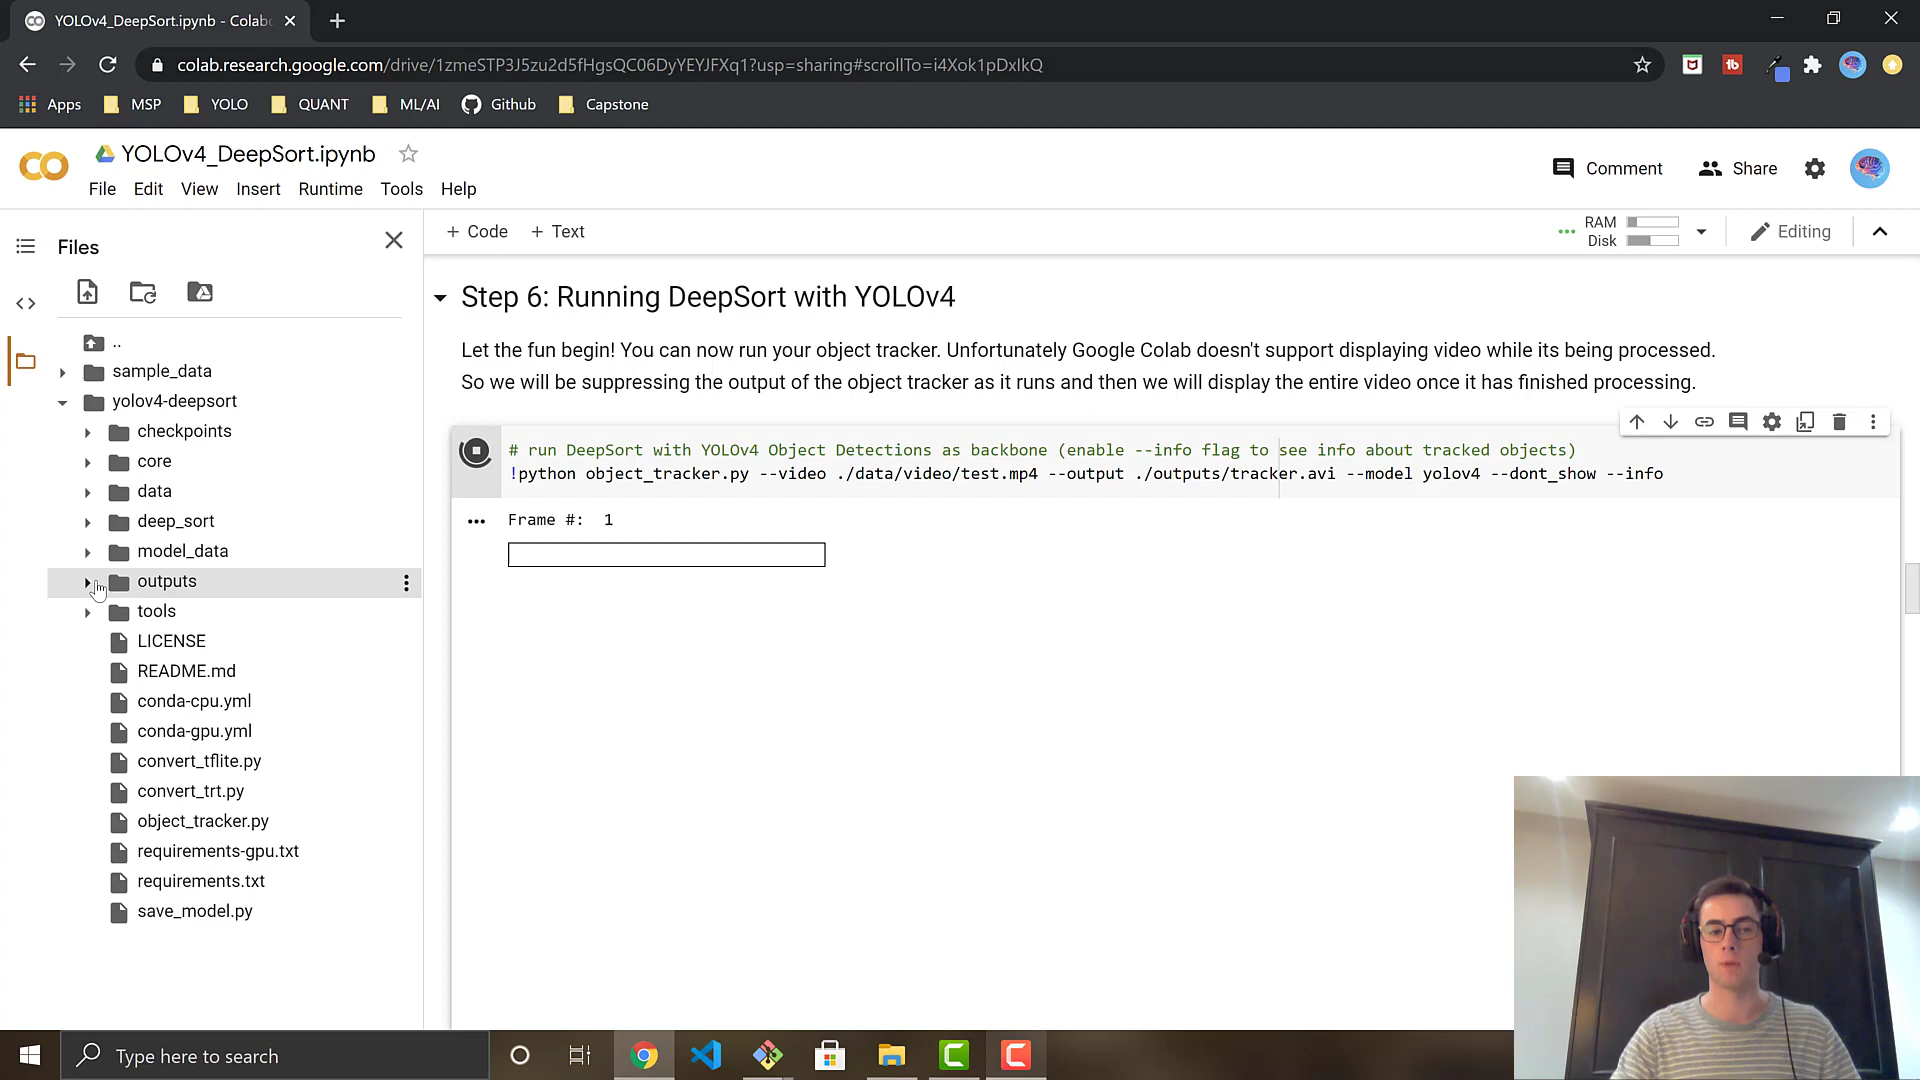 YOLOv4_DeepSort.ipynb - Colab
colab.research.google.com/drive/1zmeSTP3J5zu2d5fHgsQC06DyYEYJFXq1?usp=sharing#scrollTo=i4Xok1pDxIkQ
Apps MSP YOLO QUANT ML/AI Github Capstone
YOLOv4_DeepSort.ipynb
Comment Share
File Edit View Insert Runtime Tools Help
Files
+ Code + Text
RAM
Disk
Editing
..
sample_data
yolov4-deepsort
checkpoints
core
data
deep_sort
model_data
outputs
tools
LICENSE
README.md
conda-cpu.yml
conda-gpu.yml
convert_tflite.py
convert_trt.py
object_tracker.py
requirements-gpu.txt
requirements.txt
save_model.py
Step 6: Running DeepSort with YOLOv4
Let the fun begin! You can now run your object tracker. Unfortunately Google Colab doesn't support displaying video while its being processed.
So we will be suppressing the output of the object tracker as it runs and then we will display the entire video once it has finished processing.
# run DeepSort with YOLOv4 Object Detections as backbone (enable --info flag to see info about tracked objects)
!python object_tracker.py --video ./data/video/test.mp4 --output ./outputs/tracker.avi --model yolov4 --dont_show --info
Frame #: 1
Type here to search